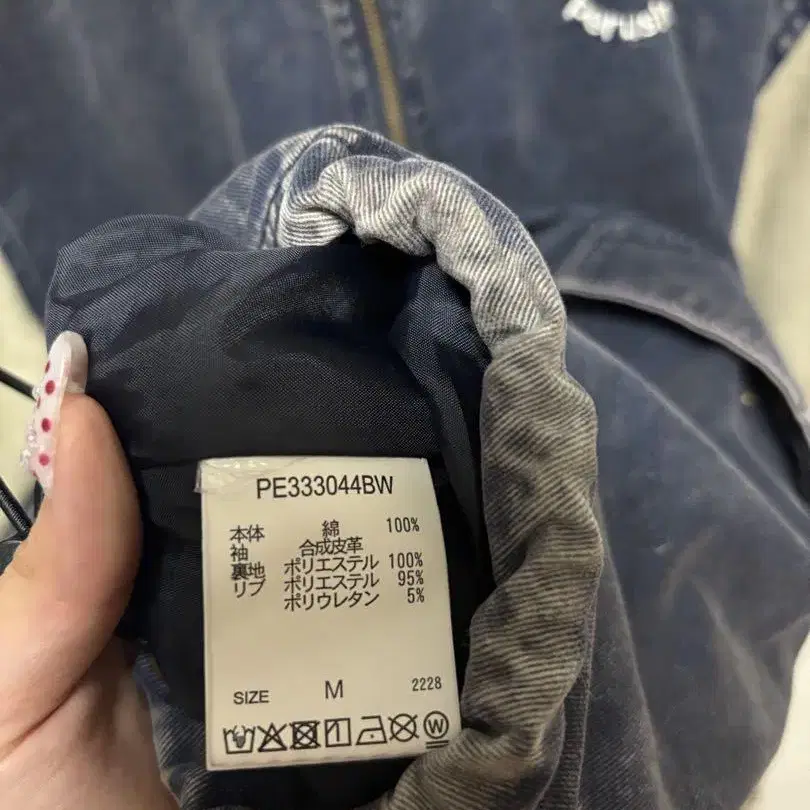 PE333044BW
本体 綿 100%
袖 合成皮革
裏地 ポリエステル 100%
リブ ポリエステル 95%
ポリウレタン 5%
SIZE M 2228
W